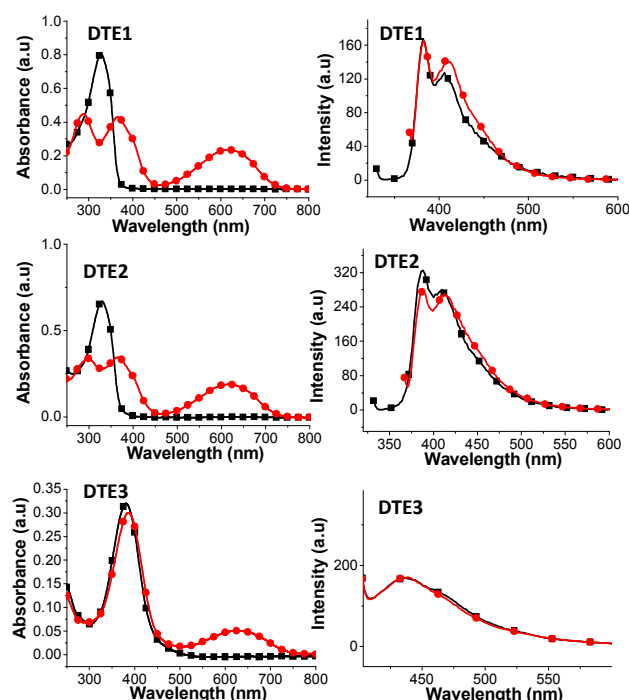 DTE1
Absorbance (a.u)
1.0
0.8
0.6
0.4
0.2
0.0
300 400 500 600 700 800
Wavelength (nm)
DTE1
Intensity (a.u)
160
120
80
40
0
400 450 500 550 600
Wavelength (nm)
DTE2
Absorbance (a.u)
1.0
0.5
0.0
300 400 500 600 700 800
Wavelength (nm)
DTE2
Intensity (a.u)
320
240
160
80
0
350 400 450 500 550 600
Wavelength (nm)
DTE3
Absorbance (a.u)
0.35
0.30
0.25
0.20
0.15
0.10
0.05
0.00
300 400 500 600 700 800
Wavelength (nm)
DTE3
Intensity (a.u)
200
0
450 500 550
Wavelength (nm)